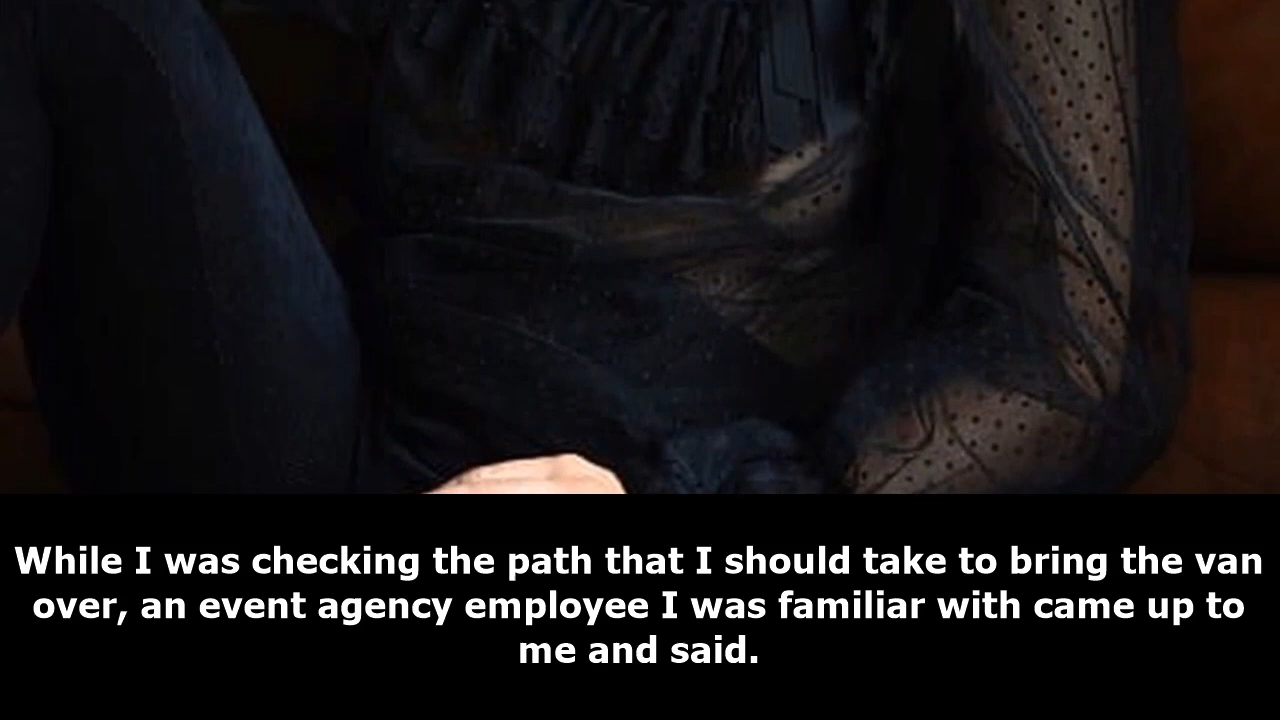 While I was checking the path that I should take to bring the van
over, an event agency employee I was familiar with came up to
me and said.